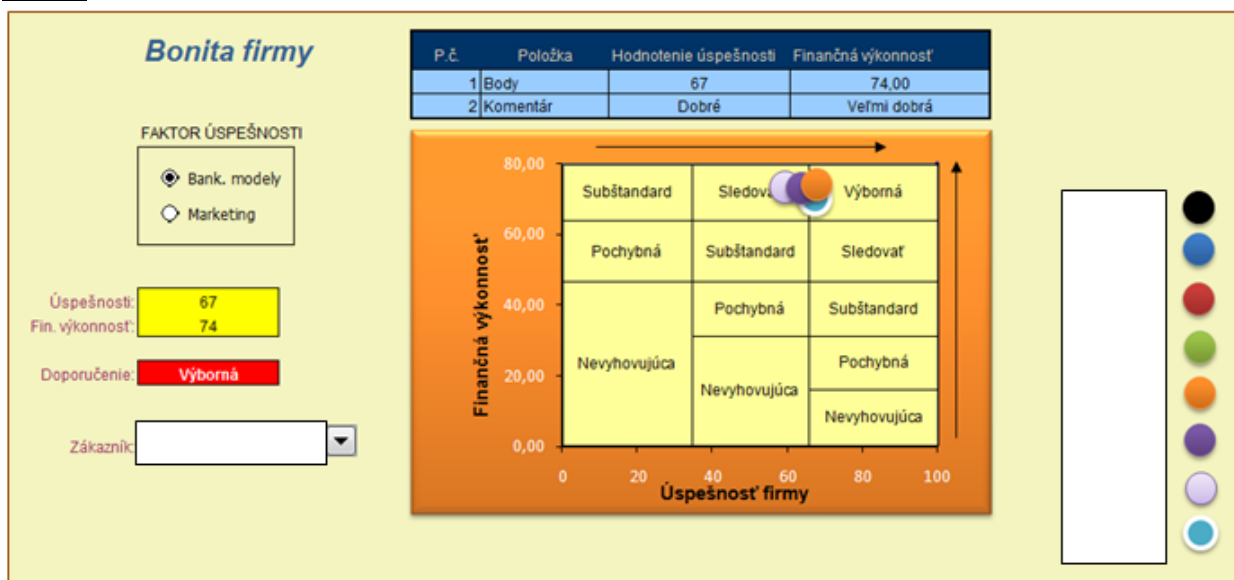 Bonita firmy
P.č. Položka Hodnotenie úspešnosti Finančná výkonnosť
1 Body 67 74,00
2 Komentár Dobré Veľmi dobrá
FAKTOR ÚSPEŠNOSTI
Bank. modely
Marketing
Úspešnosti: 67
Fin. výkonnosť: 74
Doporučenie: Výborná
Zákazník:
Finančná výkonnosť
80,00
60,00
40,00
20,00
0,00
Subštandard Sledovať Výborná
Pochybná Subštandard Sledovať
Pochybná Subštandard
Nevyhovujúca Pochybná
Nevyhovujúca
Nevyhovujúca
0 20 40 60 80 100
Úspešnosť firmy